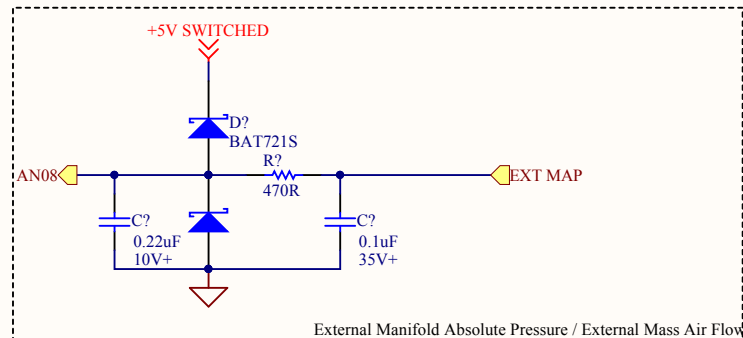 +5V SWITCHED
D?
BAT721S
AN08
R?
470R
EXT MAP
C?
0.22uF
10V+
C?
0.1uF
35V+
External Manifold Absolute Pressure / External Mass Air Flow